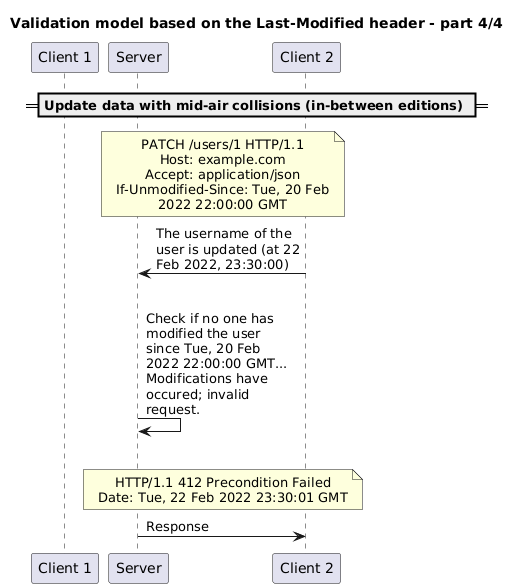 Validation model based on the Last-Modified header - part 4/4
Client 1 Server Client 2
Update data with mid-air collisions (in-between editions)
PATCH /users/1 HTTP/1.1
Host: example.com
Accept: application/json
If-Unmodified-Since: Tue, 20 Feb
2022 22:00:00 GMT
The username of the
user is updated (at 22
Feb 2022, 23:30:00)
Check if no one has
modified the user
since Tue, 20 Feb
2022 22:00:00 GMT...
Modifications have
occured; invalid
request.
HTTP/1.1 412 Precondition Failed
Date: Tue, 22 Feb 2022 23:30:01 GMT
Response
Client 1 Server Client 2